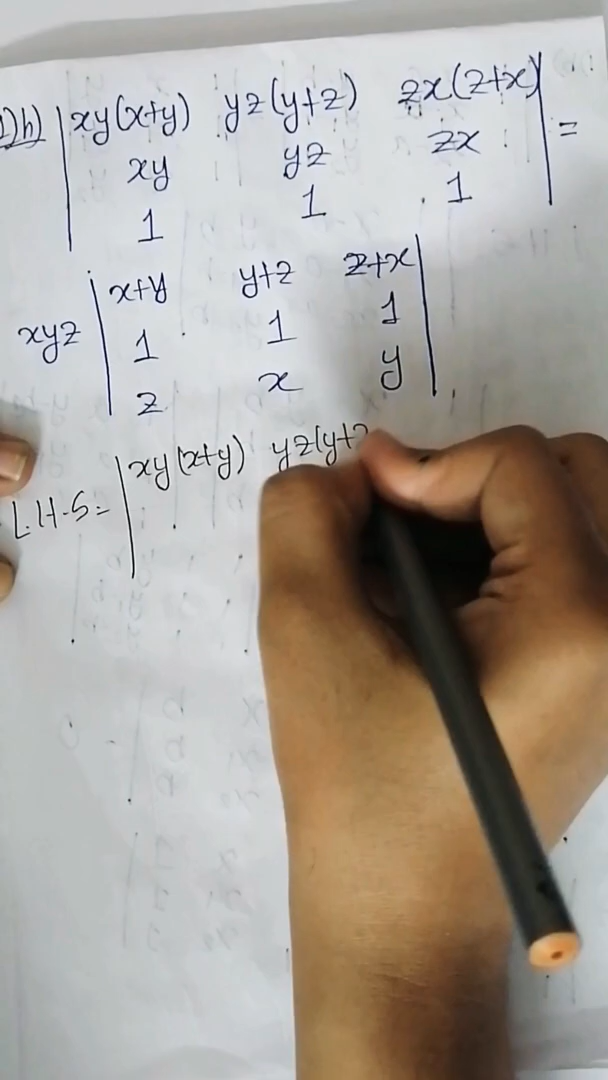 1)h) | xy(x+y) yz(y+z) zx(z+x) | =
xy yz zx
1 1 1
xyz | x+y y+z z+x |
1 1 1
z x y
L.H.S= | xy(x+y) yz(y+z